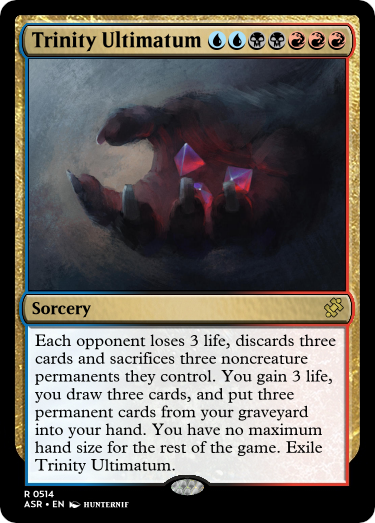 Trinity Ultimatum
Sorcery
Each opponent loses 3 life, discards three
cards and sacrifices three noncreature
permanents they control. You gain 3 life,
you draw three cards, and put three
permanent cards from your graveyard
into your hand. You have no maximum
hand size for the rest of the game. Exile
Trinity Ultimatum.
R 0514
ASR • EN HUNTERNIF